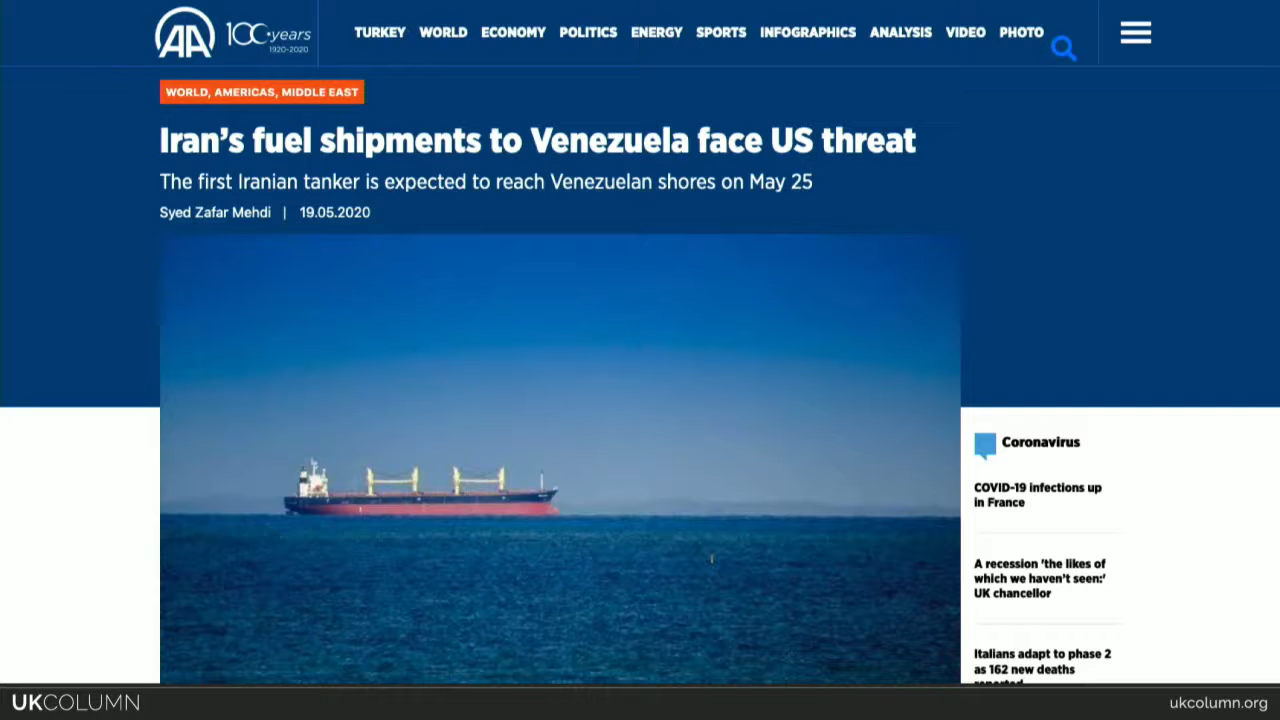 AA 100 years
1920-2020
TURKEY WORLD ECONOMY POLITICS ENERGY SPORTS INFOGRAPHICS ANALYSIS VIDEO PHOTO
WORLD, AMERICAS, MIDDLE EAST
Iran's fuel shipments to Venezuela face US threat
The first Iranian tanker is expected to reach Venezuelan shores on May 25
Syed Zafar Mehdi | 19.05.2020
Coronavirus
COVID-19 infections up
in France
A recession 'the likes of
which we haven't seen:'
UK chancellor
Italians adapt to phase 2
as 162 new deaths
reported
UKCOLUMN
ukcolumn.org